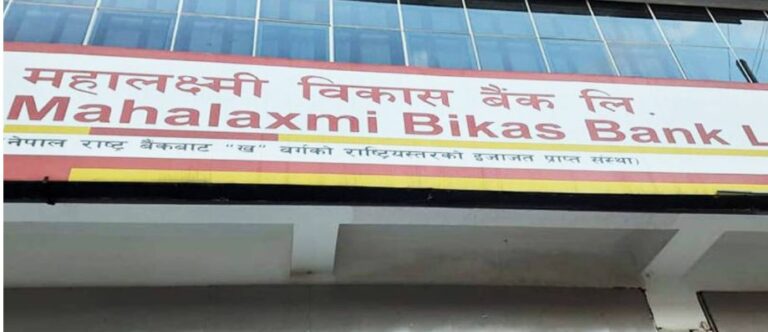 महालक्ष्मी विकास बैंक लि.
Mahalaxmi Bikas Bank L
(नेपाल राष्ट्र बैंकबाट "ख" वर्गको राष्ट्रियस्तरको इजाजत प्राप्त संस्था)